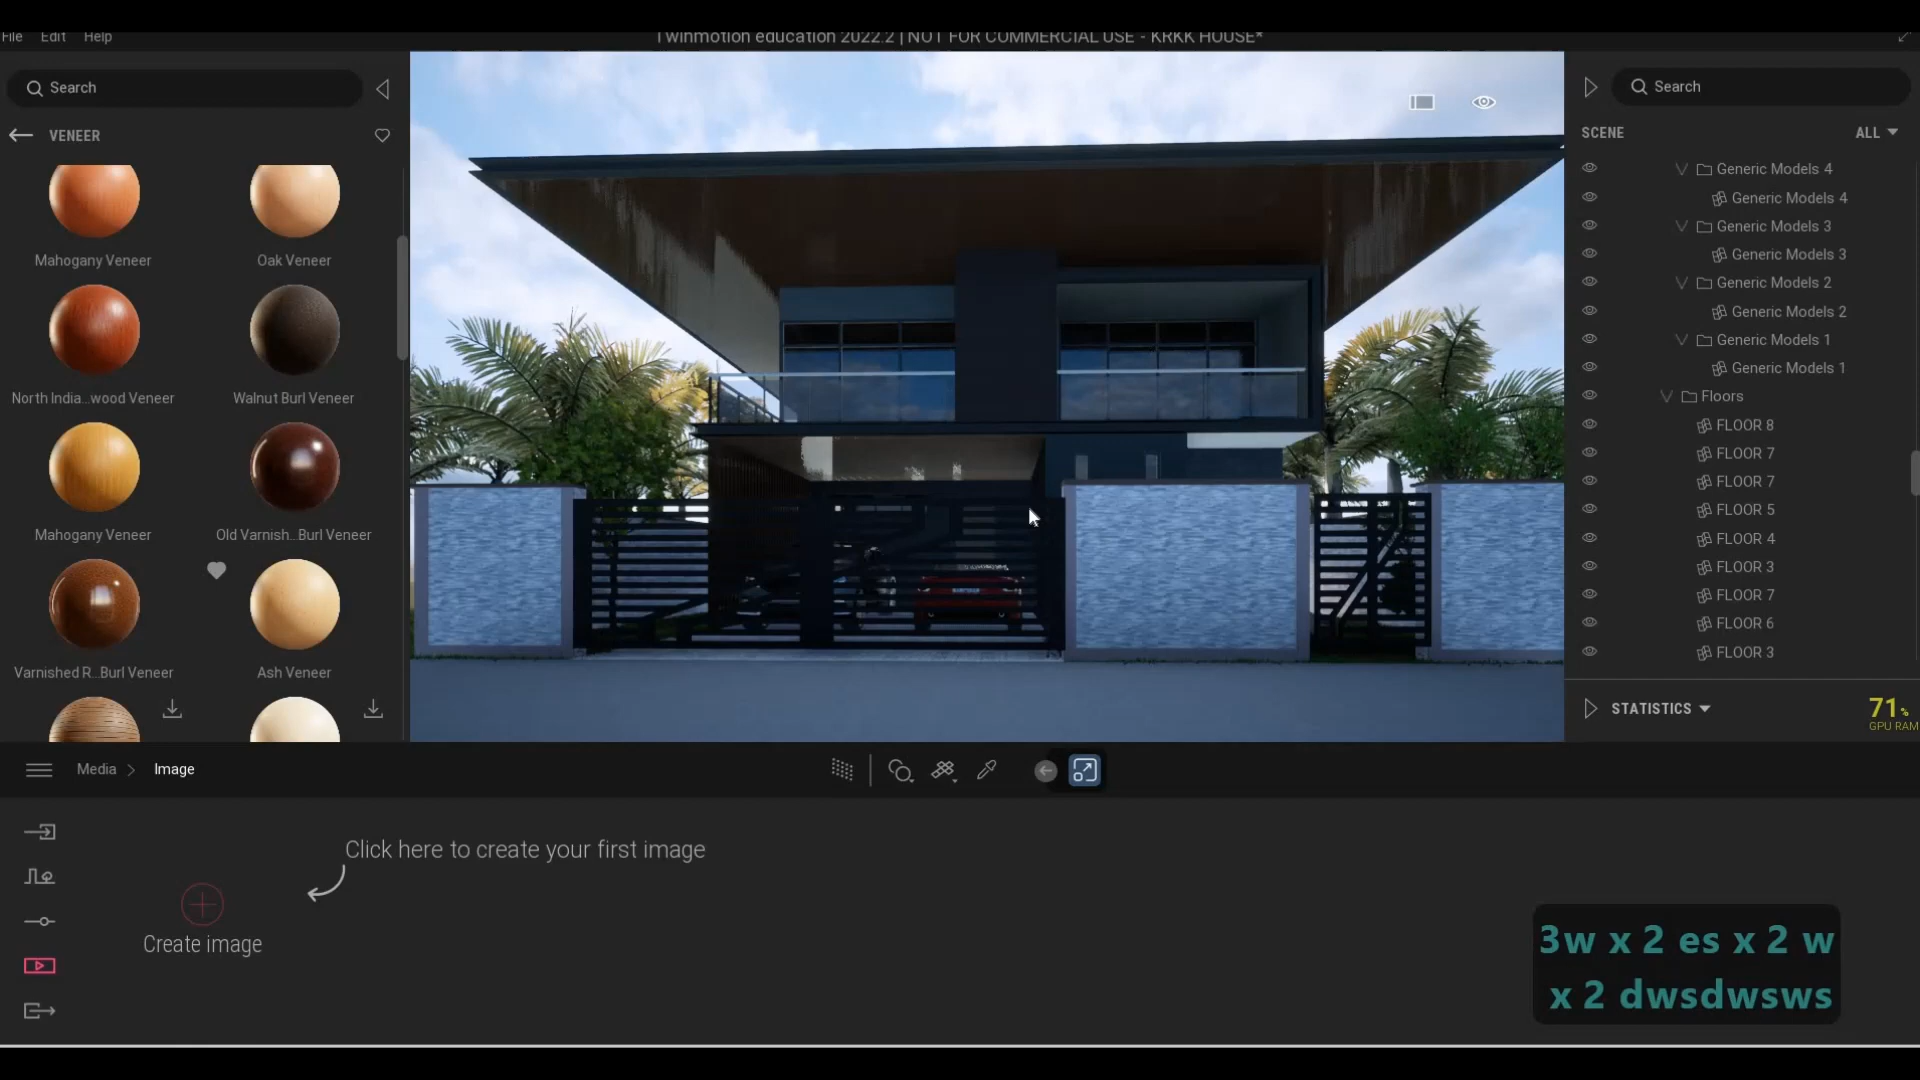 File Edit Help
Twinmotion education 2022.2 | NOT FOR COMMERCIAL USE - KRKK HOUSE*
Search
VENEER
Mahogany Veneer
Oak Veneer
North India...wood Veneer
Walnut Burl Veneer
Mahogany Veneer
Old Varnish...Burl Veneer
Varnished R...Burl Veneer
Ash Veneer
Search
SCENE
ALL
Generic Models 4
Generic Models 4
Generic Models 3
Generic Models 3
Generic Models 2
Generic Models 2
Generic Models 1
Generic Models 1
Floors
FLOOR 8
FLOOR 7
FLOOR 7
FLOOR 5
FLOOR 4
FLOOR 3
FLOOR 7
FLOOR 6
FLOOR 3
STATISTICS
71%
GPU RAM
Media
Image
Click here to create your first image
Create image
3w x 2 es x 2 w
x 2 dwsdwsws